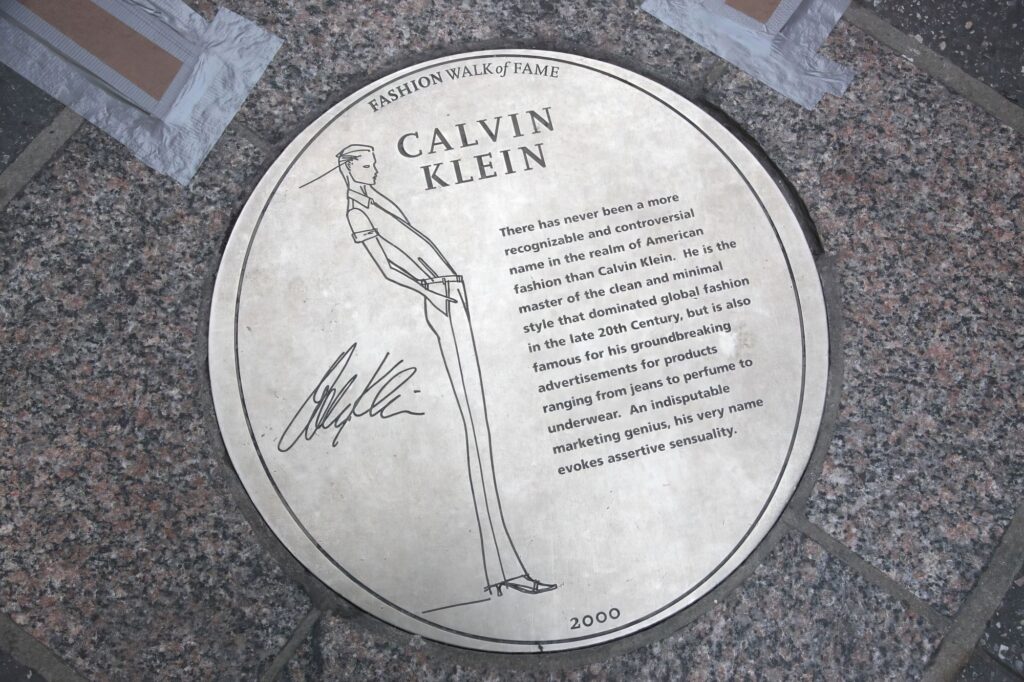 FASHION WALK of FAME
CALVIN
KLEIN
There has never been a more
recognizable and controversial
name in the realm of American
fashion than Calvin Klein. He is the
master of the clean and minimal
style that dominated global fashion
in the late 20th Century, but is also
famous for his groundbreaking
advertisements for products
ranging from jeans to perfume to
underwear. An indisputable
marketing genius, his very name
evokes assertive sensuality.
Calvin Klein
2000